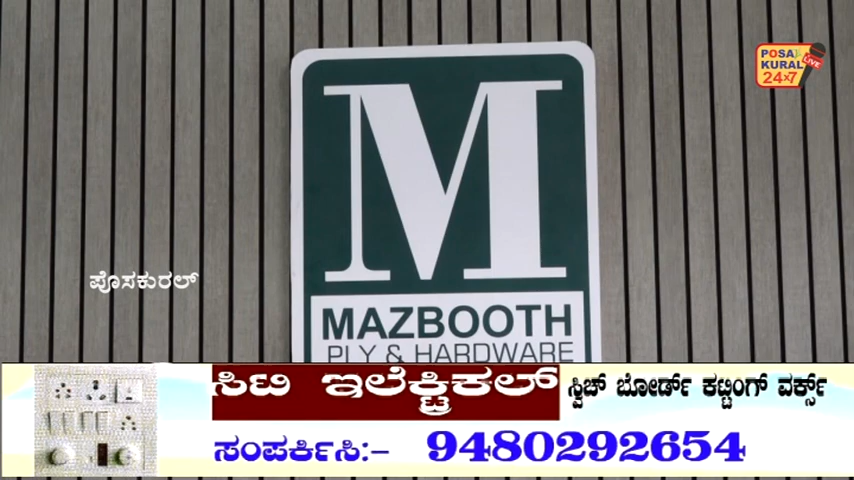 POSA
KURAL
24x7
LIVE
M
MAZBOOTH
PLY & HARDWARE
ಪೊಸಕುರಲ್
ಸಿಟಿ ಇಲೆಕ್ಟ್ರಿಕಲ್ ಸ್ವಿಚ್ ಬೋರ್ಡ್ ಕಟ್ಟಿಂಗ್ ವರ್ಕ್ಸ್
ಸಂಪರ್ಕಿಸಿ:- 9480292654